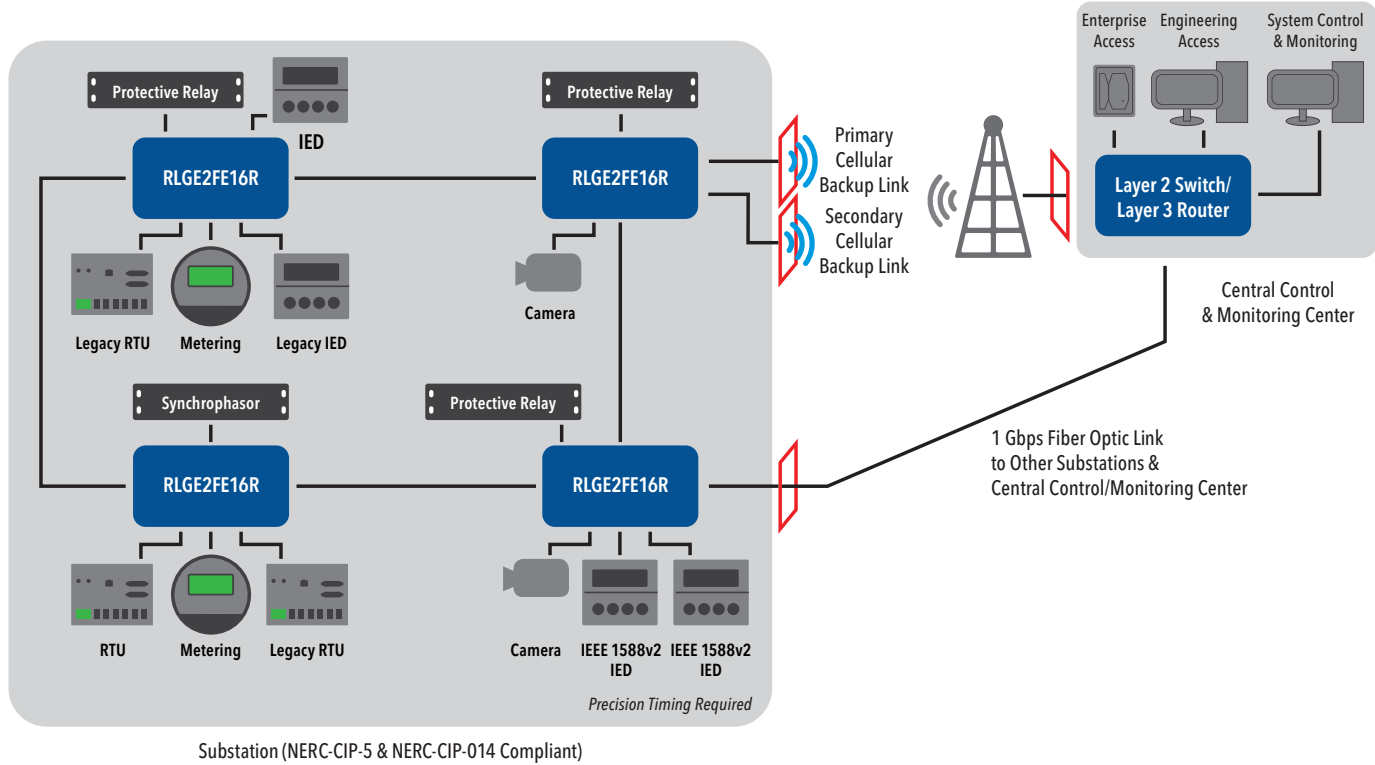 Enterprise
Access
Engineering
Access
System Control
& Monitoring
Protective Relay
IED
Protective Relay
RLGE2FE16R
RLGE2FE16R
Primary
Cellular
Backup Link
Secondary
Cellular
Backup Link
Layer 2 Switch/
Layer 3 Router
Legacy RTU
Metering
Legacy IED
Camera
Central Control
& Monitoring Center
Synchrophasor
Protective Relay
RLGE2FE16R
RLGE2FE16R
1 Gbps Fiber Optic Link
to Other Substations &
Central Control/Monitoring Center
RTU
Metering
Legacy RTU
Camera
IEEE 1588v2
IED
IEEE 1588v2
IED
Precision Timing Required
Substation (NERC-CIP-5 & NERC-CIP-014 Compliant)